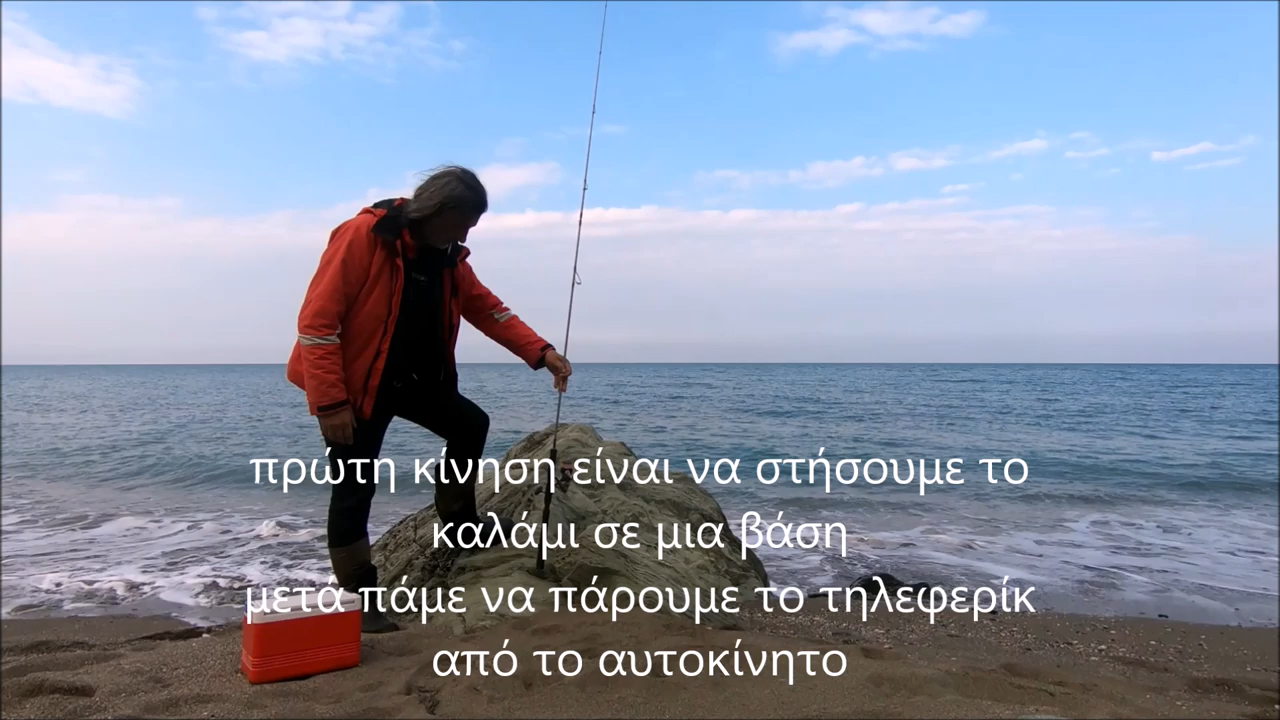 πρώτη κίνηση είναι να στήσουμε το
καλάμι σε μια βάση
μετά πάμε να πάρουμε το τηλεφερίκ
από το αυτοκίνητο